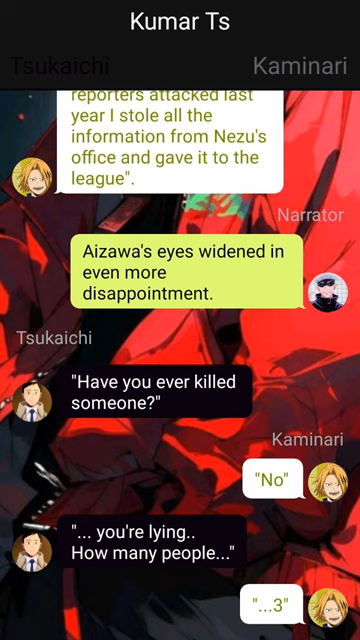 Kumar Ts
Tsukaichi
Kaminari
reporters attacked last
year I stole all the
information from Nezu's
office and gave it to the
league".
Narrator
Aizawa's eyes widened in
even more
disappointment.
Tsukaichi
"Have you ever killed
someone?"
Kaminari
"No"
"... you're lying..
How many people..."
"...3"